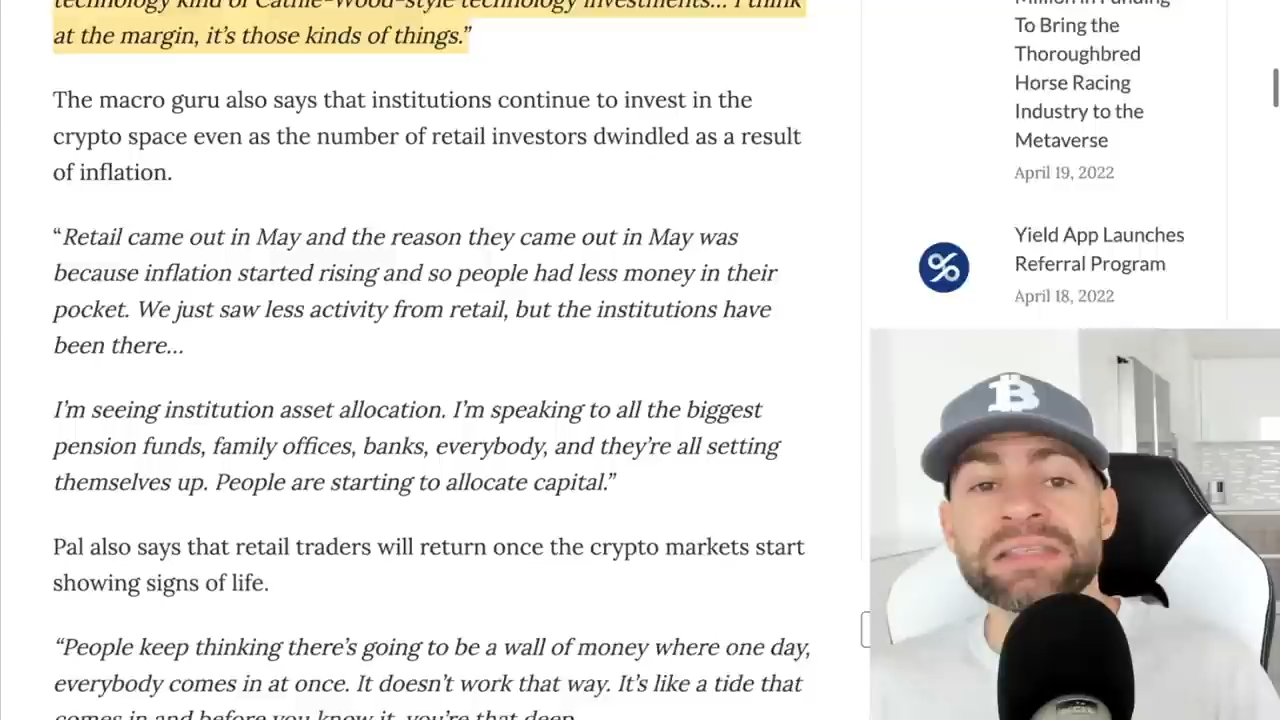 technology kind of Cathie-Wood-style technology investments… I think
at the margin, it's those kinds of things.”
The macro guru also says that institutions continue to invest in the
crypto space even as the number of retail investors dwindled as a result
of inflation.
“Retail came out in May and the reason they came out in May was
because inflation started rising and so people had less money in their
pocket. We just saw less activity from retail, but the institutions have
been there…
I'm seeing institution asset allocation. I'm speaking to all the biggest
pension funds, family offices, banks, everybody, and they're all setting
themselves up. People are starting to allocate capital.”
Pal also says that retail traders will return once the crypto markets start
showing signs of life.
“People keep thinking there's going to be a wall of money where one day,
everybody comes in at once. It doesn't work that way. It's like a tide that
comes in and before you know it, you're that deep
Million in Funding
To Bring the
Thoroughbred
Horse Racing
Industry to the
Metaverse
April 19, 2022
%
Yield App Launches
Referral Program
April 18, 2022
B